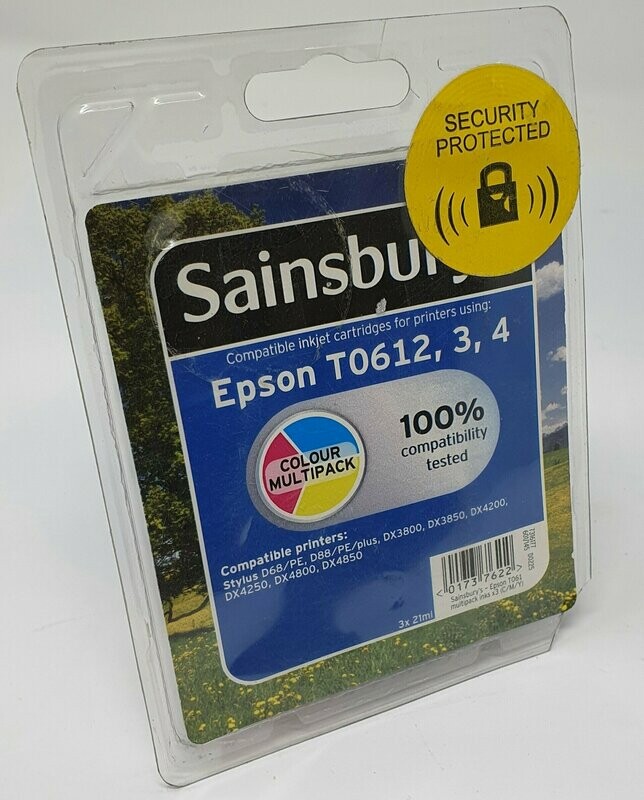 SECURITY
PROTECTED
Sainsbury's
Compatible inkjet cartridges for printers using:
Epson T0612, 3, 4
100%
compatibility
tested
COLOUR
MULTIPACK
Compatible printers:
Stylus D68/PE, D88/PE/plus, DX3800, DX3850, DX4200,
DX4250, DX4800, DX4850
3x 21ml
<01737622>
Sainsbury's - Epson T061
multipack inks x3 (C/M/Y)